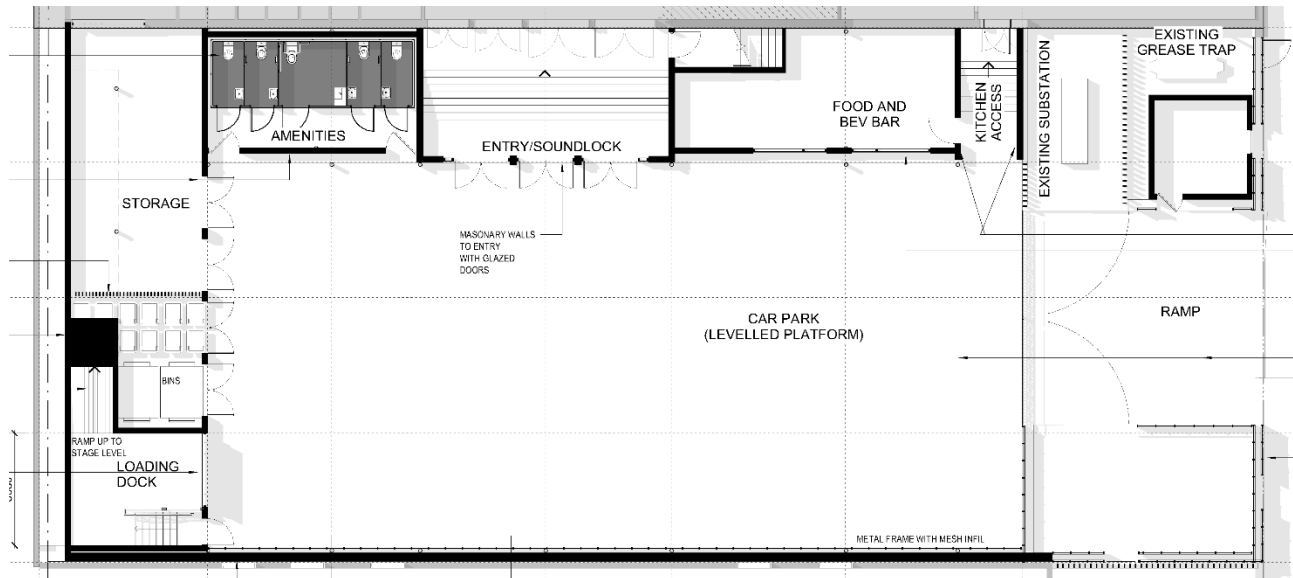 EXISTING
GREASE TRAP
EXISTING SUBSTATION
KITCHEN
ACCESS
FOOD AND
BEV BAR
AMENITIES
ENTRY/SOUNDLOCK
STORAGE
MASONARY WALLS
TO ENTRY
WITH GLAZED
DOORS
CAR PARK
(LEVELLED PLATFORM)
RAMP
BINS
RAMP UP TO
STAGE LEVEL
LOADING
DOCK
METAL FRAME WITH MESH INFIL